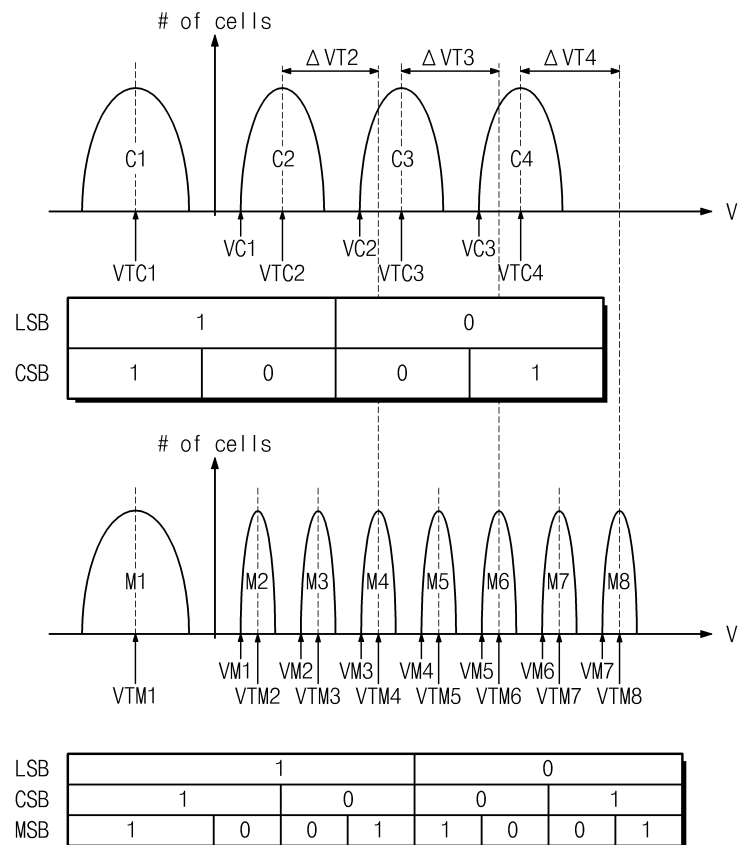 # of cells
Δ VT2 Δ VT3 Δ VT4
C1 C2 C3 C4
V
VC1 VC2 VC3
VTC1 VTC2 VTC3 VTC4
LSB 1 0
CSB 1 0 0 1
# of cells
M1 M2 M3 M4 M5 M6 M7 M8
V
VM1 VM2 VM3 VM4 VM5 VM6 VM7
VTM1 VTM2 VTM3 VTM4 VTM5 VTM6 VTM7 VTM8
LSB 1 0
CSB 1 0 0 1
MSB 1 0 0 1 1 0 0 1